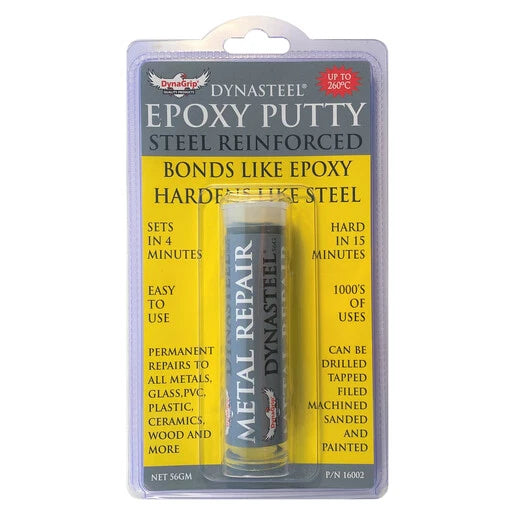 DynaGrip®
QUALITY PRODUCTS
DYNASTEEL®
UP TO
260°C
EPOXY PUTTY
STEEL REINFORCED
BONDS LIKE EPOXY
HARDENS LIKE STEEL
SETS
IN 4
MINUTES
HARD
IN 15
MINUTES
EASY
TO
USE
1000'S
OF
USES
PERMANENT
REPAIRS TO
ALL METALS,
GLASS,PVC,
PLASTIC,
CERAMICS,
WOOD AND
MORE
CAN BE
DRILLED
TAPPED
FILED
MACHINED
SANDED
AND
PAINTED
METAL REPAIR
DYNASTEEL
NET 56GM
P/N 16002